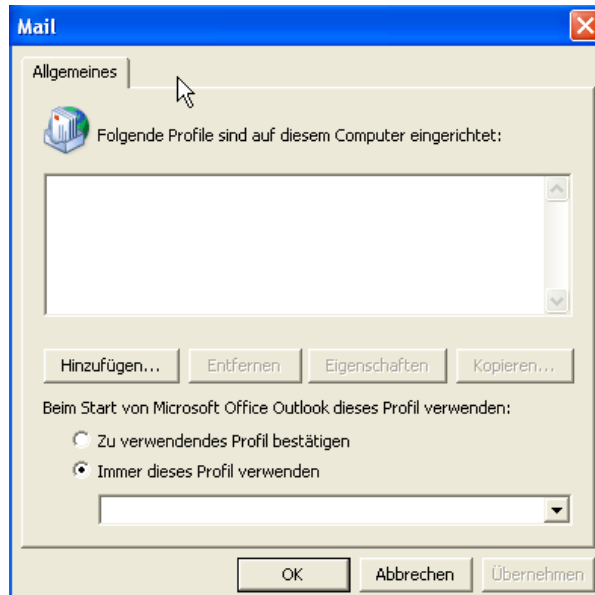 Mail
Allgemeines
Folgende Profile sind auf diesem Computer eingerichtet:
Hinzufügen... Entfernen Eigenschaften Kopieren...
Beim Start von Microsoft Office Outlook dieses Profil verwenden:
Zu verwendendes Profil bestätigen
Immer dieses Profil verwenden
OK Abbrechen Übernehmen